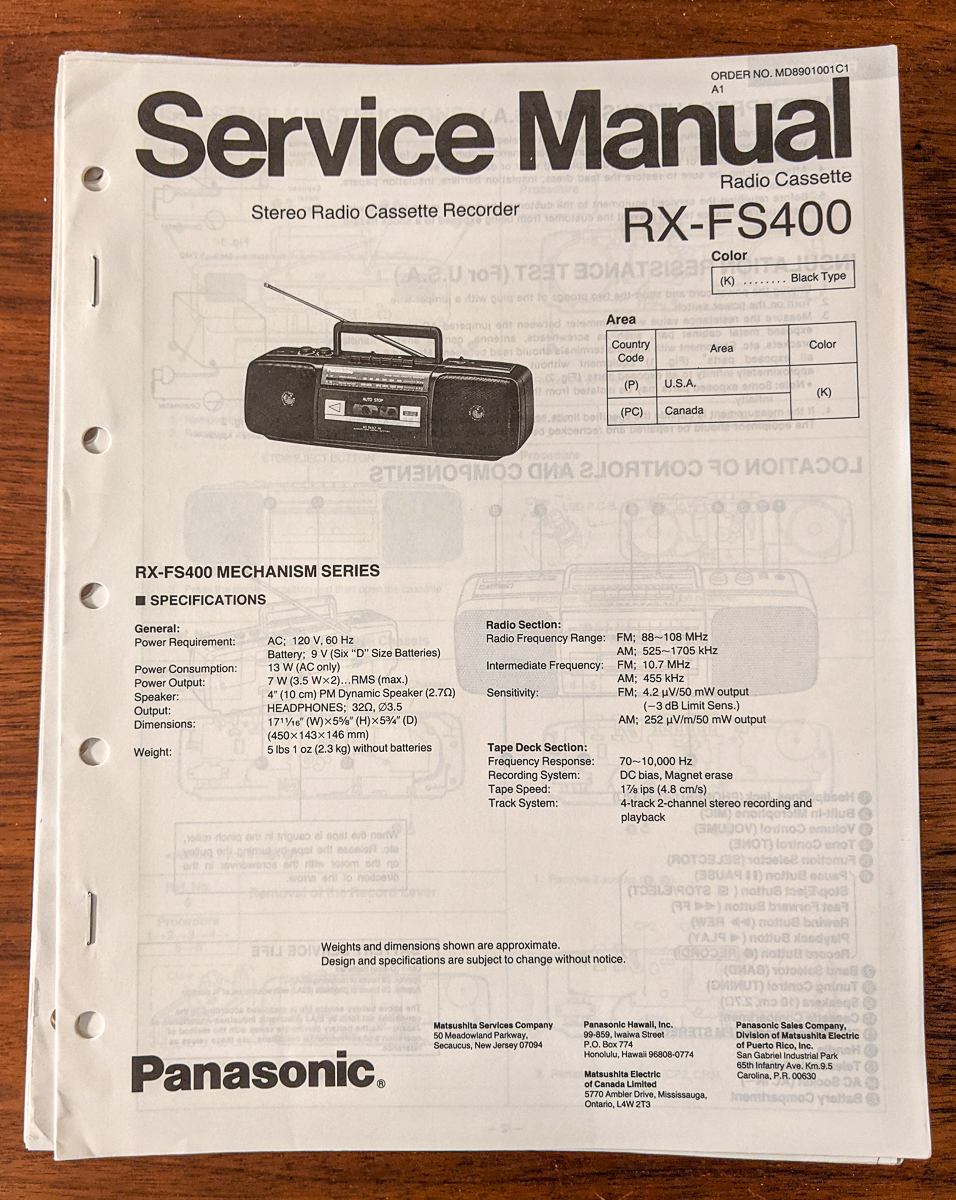 ORDER NO. MD8901001C1
A1
Service Manual
Radio Cassette
Stereo Radio Cassette Recorder
RX-FS400
Color
(K) ........ Black Type
Area
Country Code Area Color
(P) U.S.A. (K)
(PC) Canada
AUTO STOP
RX-FS400 MECHANISM SERIES
■ SPECIFICATIONS
General:
Power Requirement: AC; 120 V, 60 Hz
Battery; 9 V (Six “D” Size Batteries)
Power Consumption: 13 W (AC only)
Power Output: 7 W (3.5 W×2)...RMS (max.)
Speaker: 4″ (10 cm) PM Dynamic Speaker (2.7Ω)
Output: HEADPHONES; 32Ω, Ø3.5
Dimensions: 17¹¹⁄₁₆″ (W)×5⅝″ (H)×5¾″ (D)
(450×143×146 mm)
Weight: 5 lbs 1 oz (2.3 kg) without batteries
Radio Section:
Radio Frequency Range: FM; 88~108 MHz
AM; 525~1705 kHz
Intermediate Frequency: FM; 10.7 MHz
AM; 455 kHz
Sensitivity: FM; 4.2 µV/50 mW output
(−3 dB Limit Sens.)
AM; 252 µV/m/50 mW output
Tape Deck Section:
Frequency Response: 70~10,000 Hz
Recording System: DC bias, Magnet erase
Tape Speed: 1⅞ ips (4.8 cm/s)
Track System: 4-track 2-channel stereo recording and
playback
Weights and dimensions shown are approximate.
Design and specifications are subject to change without notice.
Panasonic®
Matsushita Services Company
50 Meadowland Parkway,
Secaucus, New Jersey 07094
Panasonic Hawaii, Inc.
99-859, Iwaiwa Street
P.O. Box 774
Honolulu, Hawaii 96808-0774
Matsushita Electric
of Canada Limited
5770 Ambler Drive, Mississauga,
Ontario, L4W 2T3
Panasonic Sales Company,
Division of Matsushita Electric
of Puerto Rico, Inc.
San Gabriel Industrial Park
65th Infantry Ave. Km.9.5
Carolina, P.R. 00630